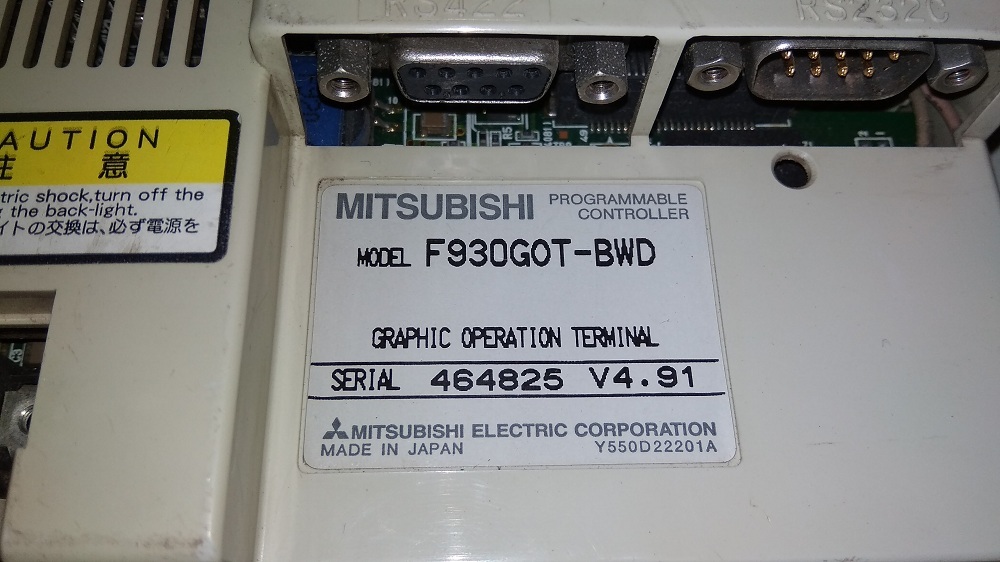 RS422
RS232C
AUTION
注 意
tric shock,turn off the
g the back-light.
イトの交換は、必ず電源を
MITSUBISHI PROGRAMMABLE
CONTROLLER
MODEL F930GOT-BWD
GRAPHIC OPERATION TERMINAL
SERIAL 464825 V4.91
MITSUBISHI ELECTRIC CORPORATION
MADE IN JAPAN Y550D22201A